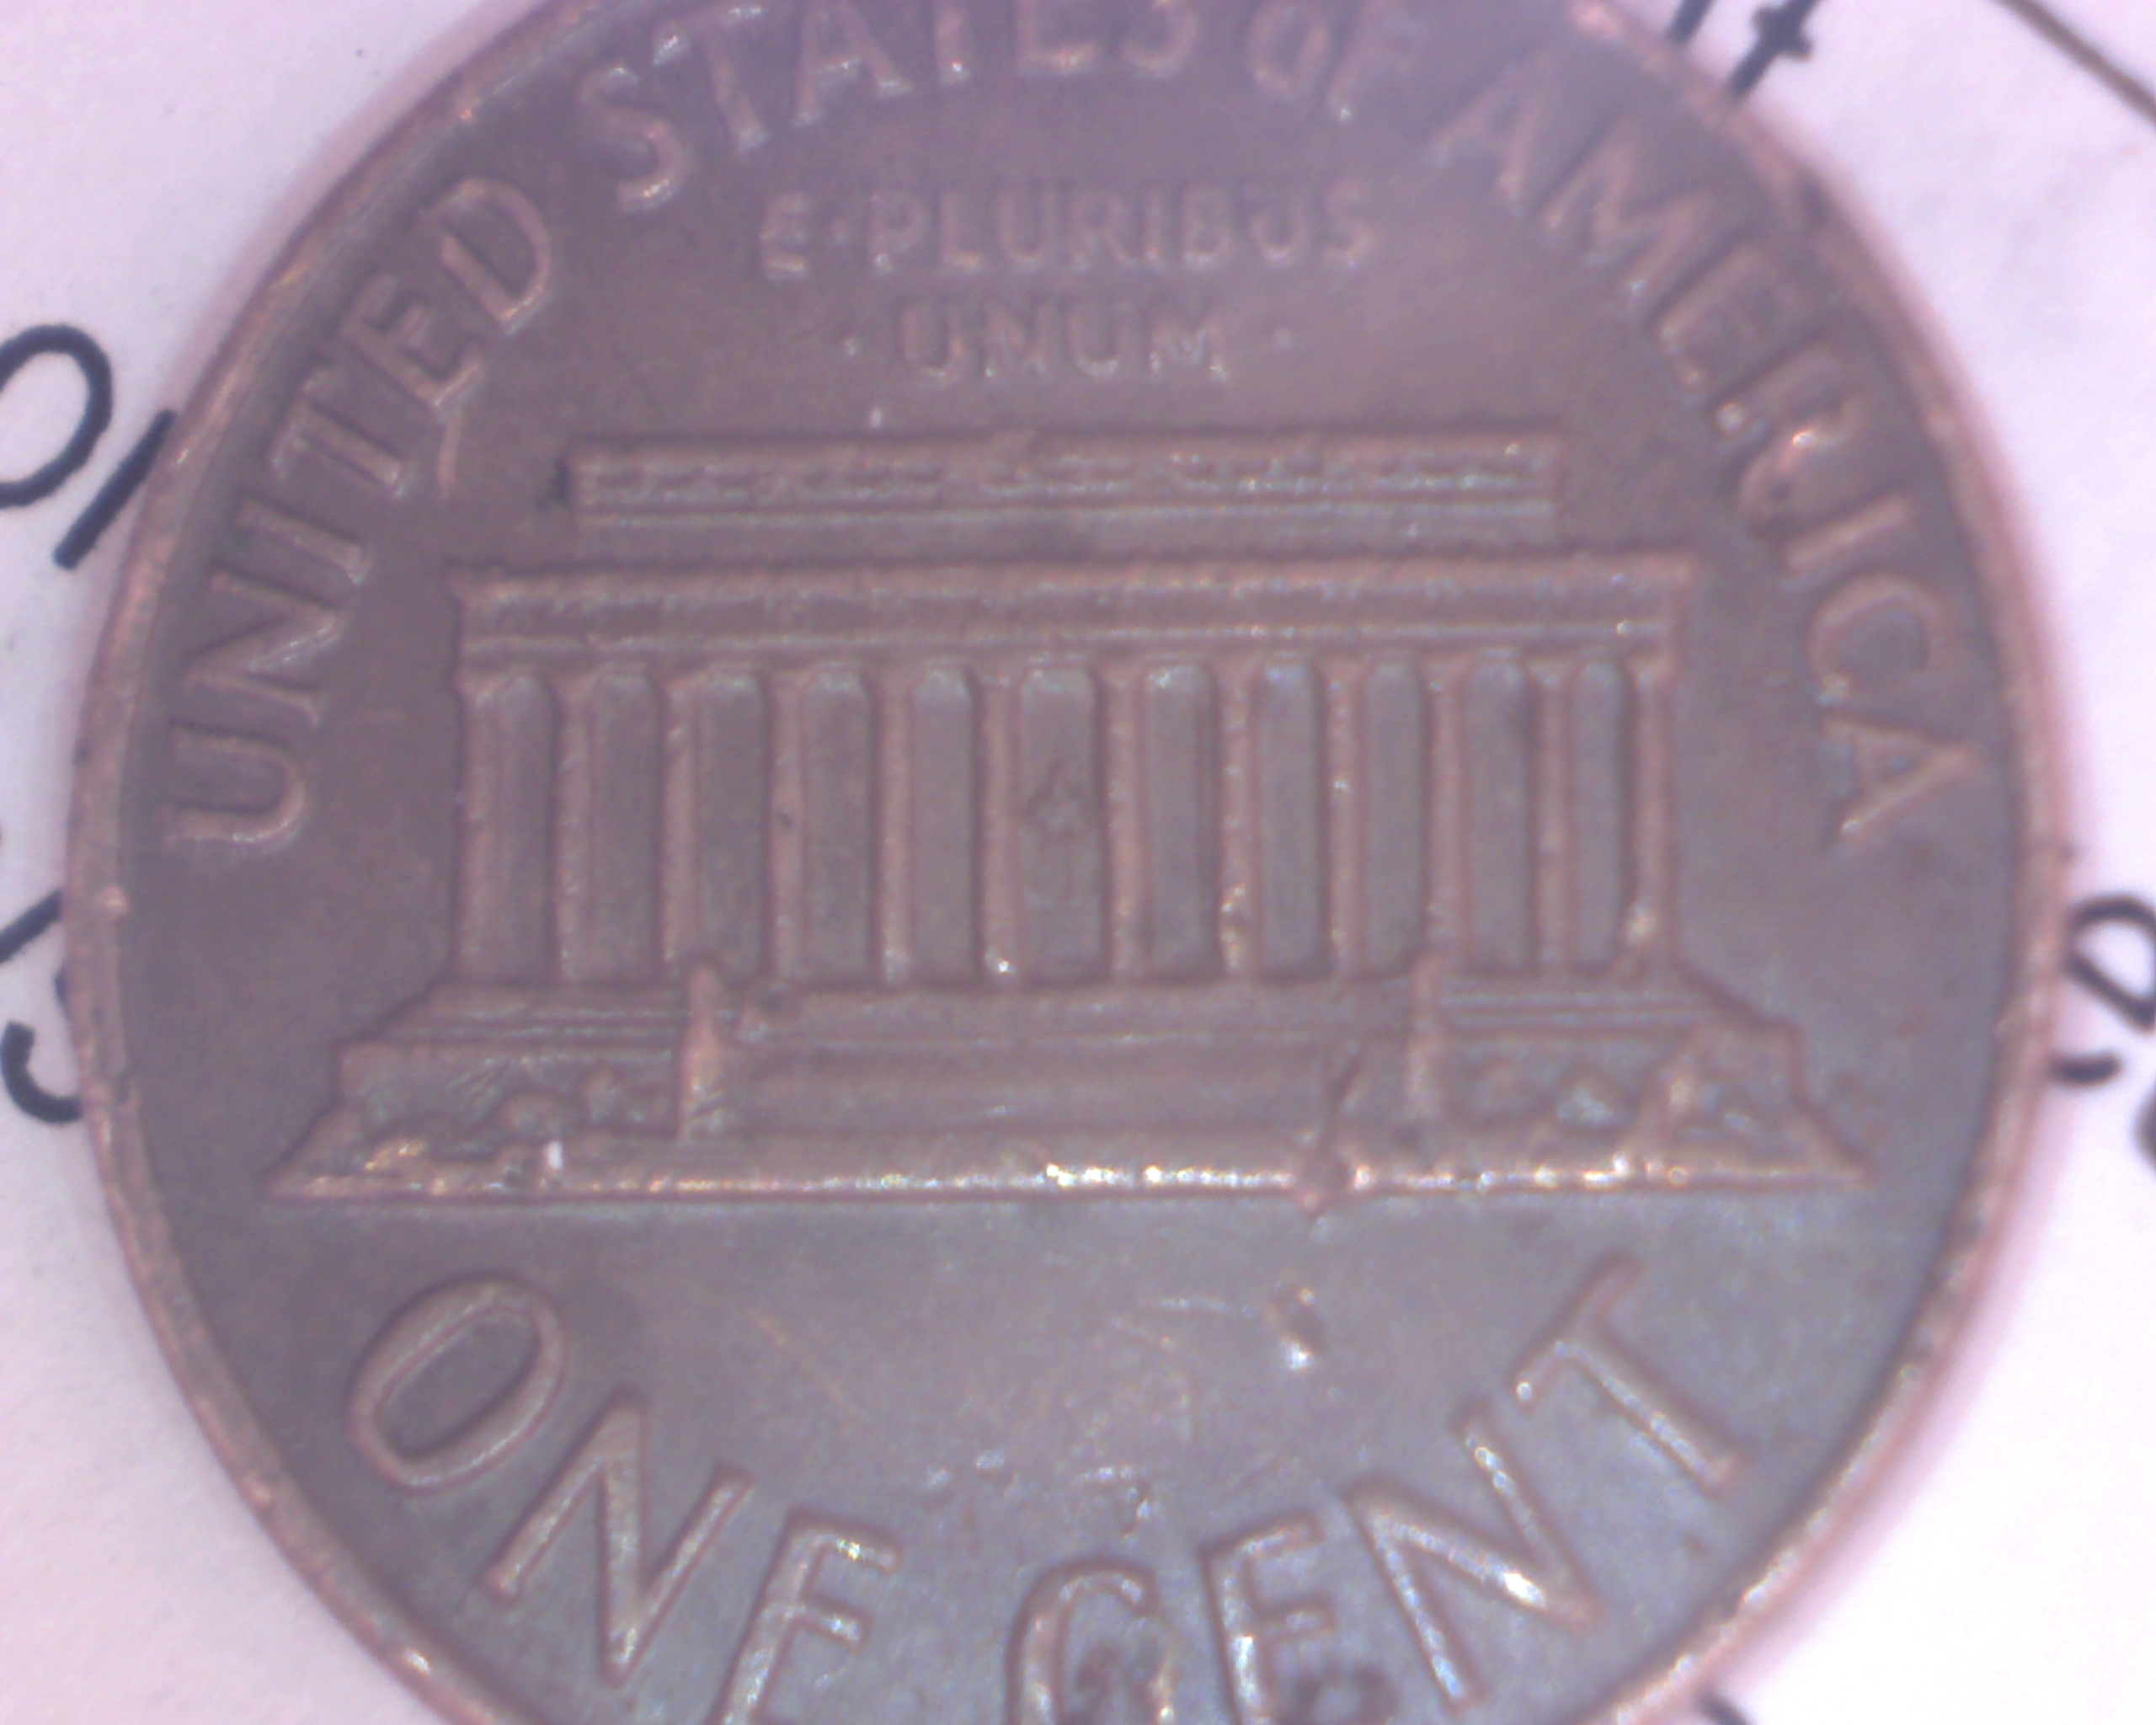 UNITED STATES OF AMERICA
E·PLURIBUS
·UNUM·
ONE CENT